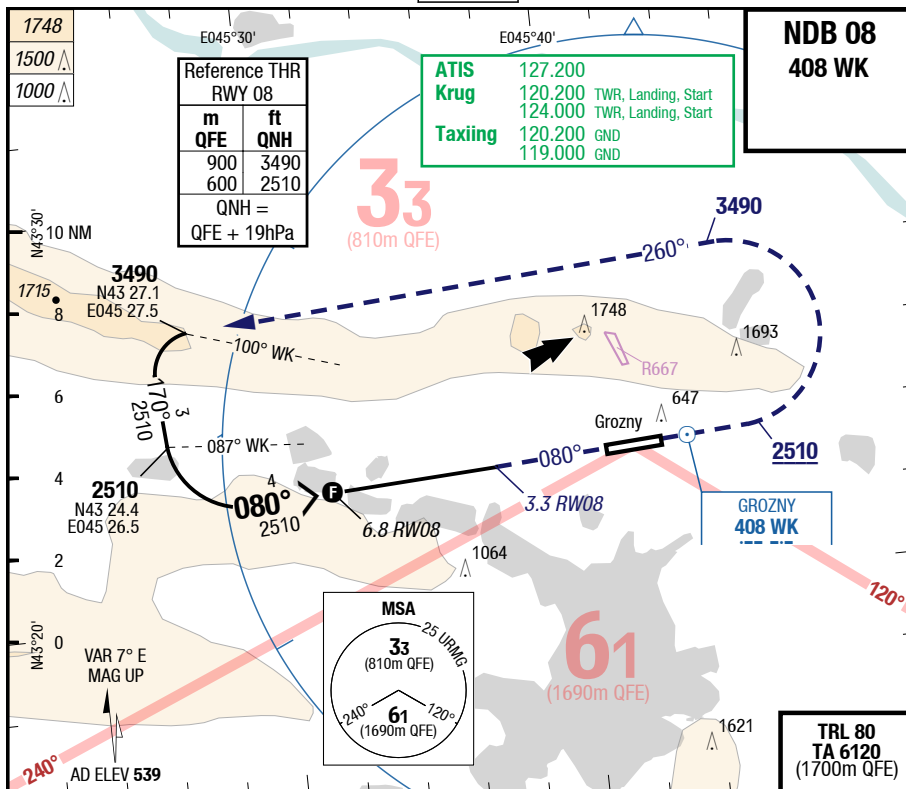 1748
1500
1000
E045°30'
E045°40'
NDB 08
408 WK
Reference THR
RWY 08
m ft
QFE QNH
900 3490
600 2510
QNH =
QFE + 19hPa
ATIS 127.200
Krug 120.200 TWR, Landing, Start
124.000 TWR, Landing, Start
Taxiing 120.200 GND
119.000 GND
33
(810m QFE)
N43°30'
10 NM
3490
260°
3490
N43 27.1
E045 27.5
1715
8
1748
1693
100° WK
R667
6
170°
3
2510
647
Grozny
087° WK
080°
2510
4
4
2510
N43 24.4
E045 26.5
080°
2510
F
3.3 RW08
6.8 RW08
GROZNY
408 WK
2
1064
120°
MSA
25 URMG
33
(810m QFE)
240°
120°
61
(1690m QFE)
61
(1690m QFE)
N43°20'
0
VAR 7° E
MAG UP
1621
TRL 80
TA 6120
(1700m QFE)
240°
AD ELEV 539